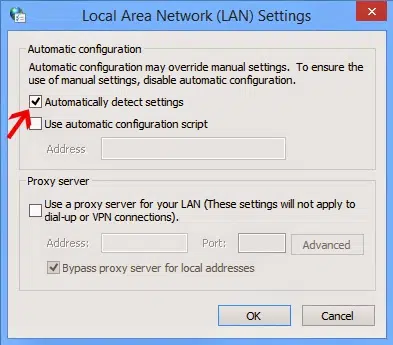 Local Area Network (LAN) Settings
Automatic configuration
Automatic configuration may override manual settings. To ensure the
use of manual settings, disable automatic configuration.
Automatically detect settings
Use automatic configuration script
Address
Proxy server
Use a proxy server for your LAN (These settings will not apply to
dial-up or VPN connections).
Address: Port: Advanced
Bypass proxy server for local addresses
OK Cancel